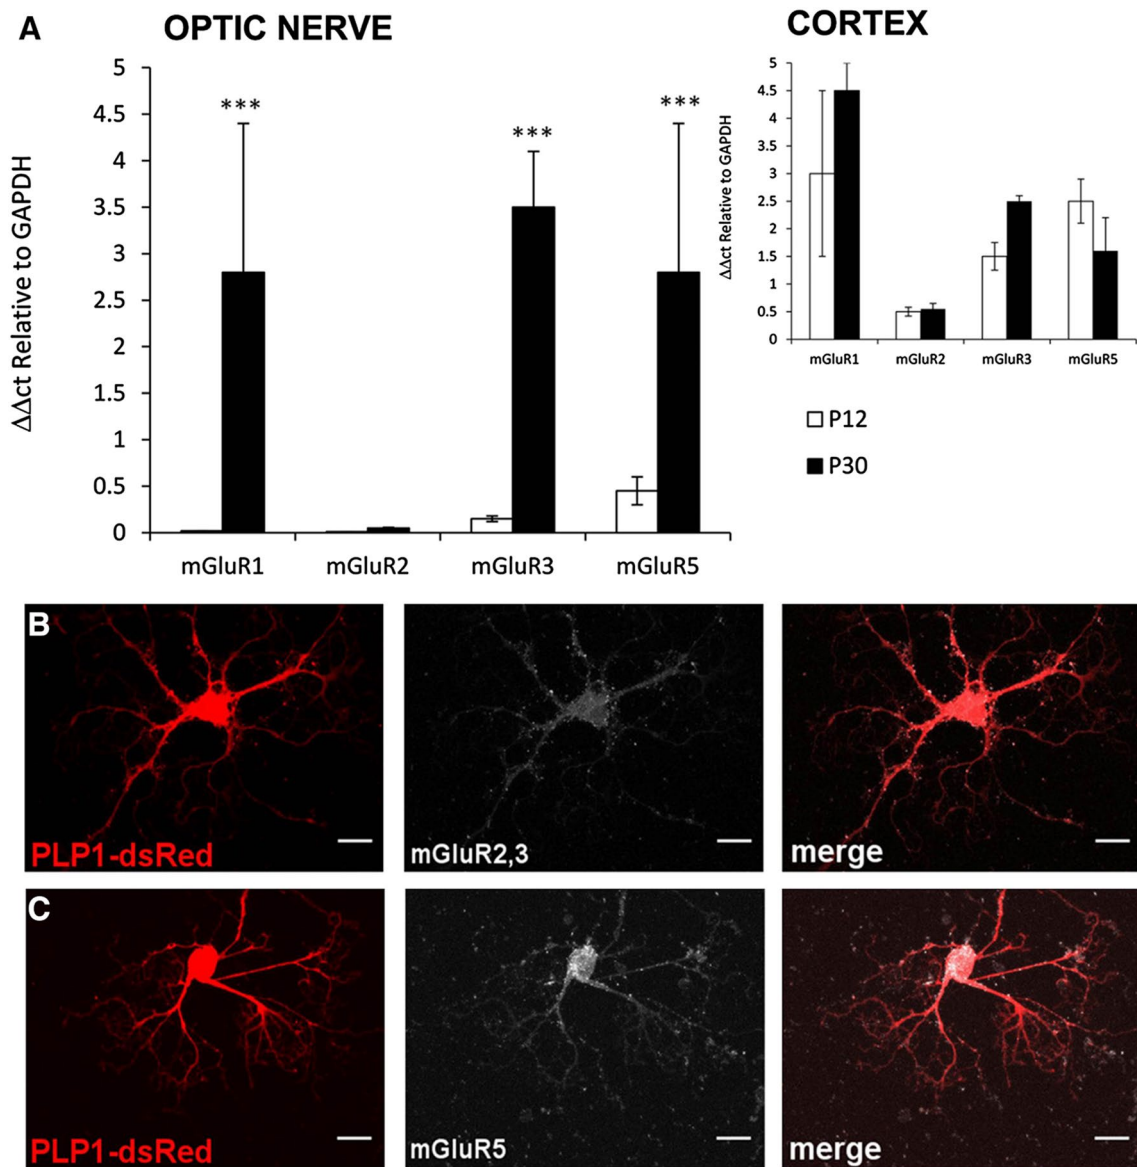 A
OPTIC NERVE
ΔΔct Relative to GAPDH
5
4.5
4
3.5
3
2.5
2
1.5
1
0.5
0
***
***
***
mGluR1 mGluR2 mGluR3 mGluR5
CORTEX
ΔΔct Relative to GAPDH
5
4.5
4
3.5
3
2.5
2
1.5
1
0.5
0
mGluR1 mGluR2 mGluR3 mGluR5
P12
P30
B
PLP1-dsRed
mGluR2,3
merge
C
PLP1-dsRed
mGluR5
merge